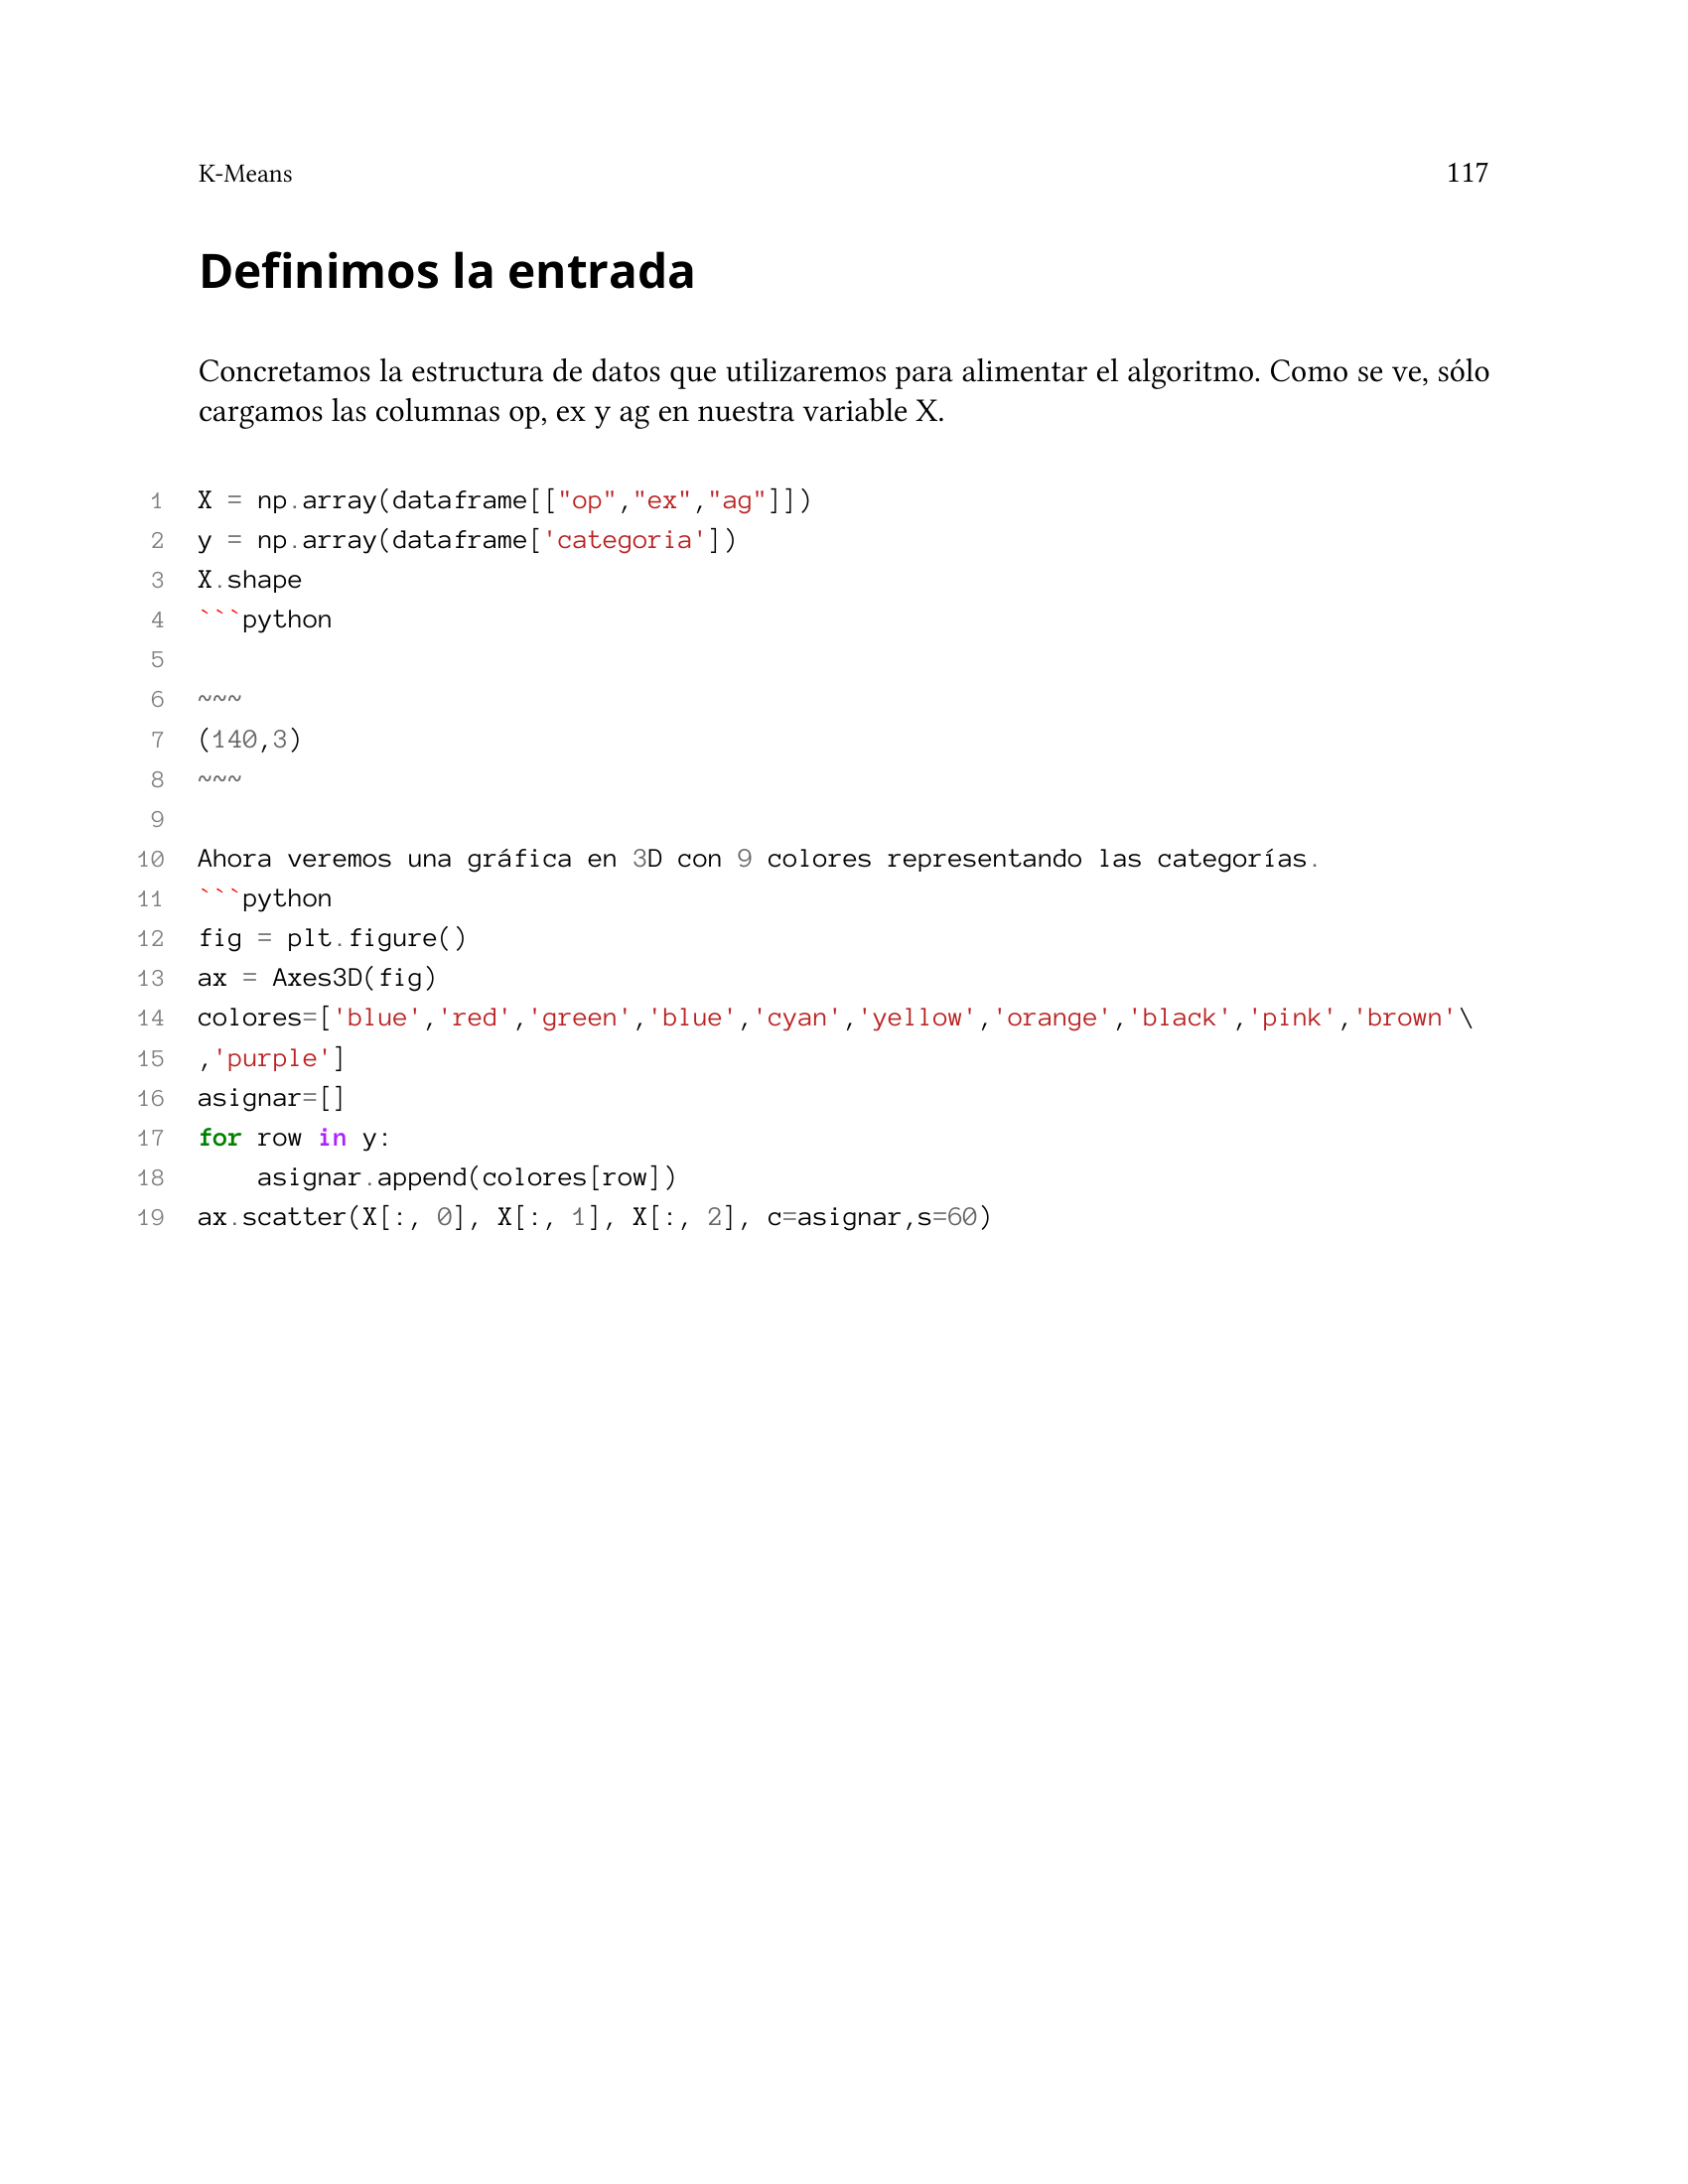 K-Means 117
Definimos la entrada
Concretamos la estructura de datos que utilizaremos para alimentar el algoritmo. Como se ve, sólo
cargamos las columnas op, ex y ag en nuestra variable X.
1 X = np.array(dataframe[["op","ex","ag"]])
2 y = np.array(dataframe['categoria'])
3 X.shape
4 ```python
5
6 ~~~
7 (140,3)
8 ~~~
9
10 Ahora veremos una gráfica en 3D con 9 colores representando las categorías.
11 ```python
12 fig = plt.figure()
13 ax = Axes3D(fig)
14 colores=['blue','red','green','blue','cyan','yellow','orange','black','pink','brown'\
15 ,'purple']
16 asignar=[]
17 for row in y:
18     asignar.append(colores[row])
19 ax.scatter(X[:, 0], X[:, 1], X[:, 2], c=asignar,s=60)